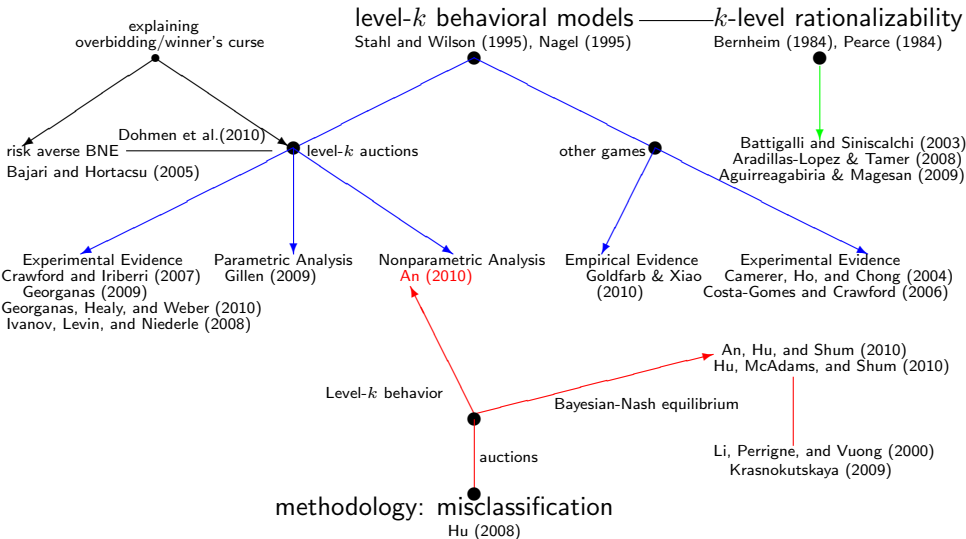 explaining
overbidding/winner's curse
level-k behavioral models
Stahl and Wilson (1995), Nagel (1995)
k-level rationalizability
Bernheim (1984), Pearce (1984)
Dohmen et al.(2010)
risk averse BNE
Bajari and Hortacsu (2005)
level-k auctions
other games
Battigalli and Siniscalchi (2003)
Aradillas-Lopez & Tamer (2008)
Aguirreagabiria & Magesan (2009)
Experimental Evidence
Crawford and Iriberri (2007)
Georganas (2009)
Georganas, Healy, and Weber (2010)
Ivanov, Levin, and Niederle (2008)
Parametric Analysis
Gillen (2009)
Nonparametric Analysis
An (2010)
Empirical Evidence
Goldfarb & Xiao
(2010)
Experimental Evidence
Camerer, Ho, and Chong (2004)
Costa-Gomes and Crawford (2006)
An, Hu, and Shum (2010)
Hu, McAdams, and Shum (2010)
Level-k behavior
Bayesian-Nash equilibrium
Li, Perrigne, and Vuong (2000)
Krasnokutskaya (2009)
auctions
methodology: misclassification
Hu (2008)